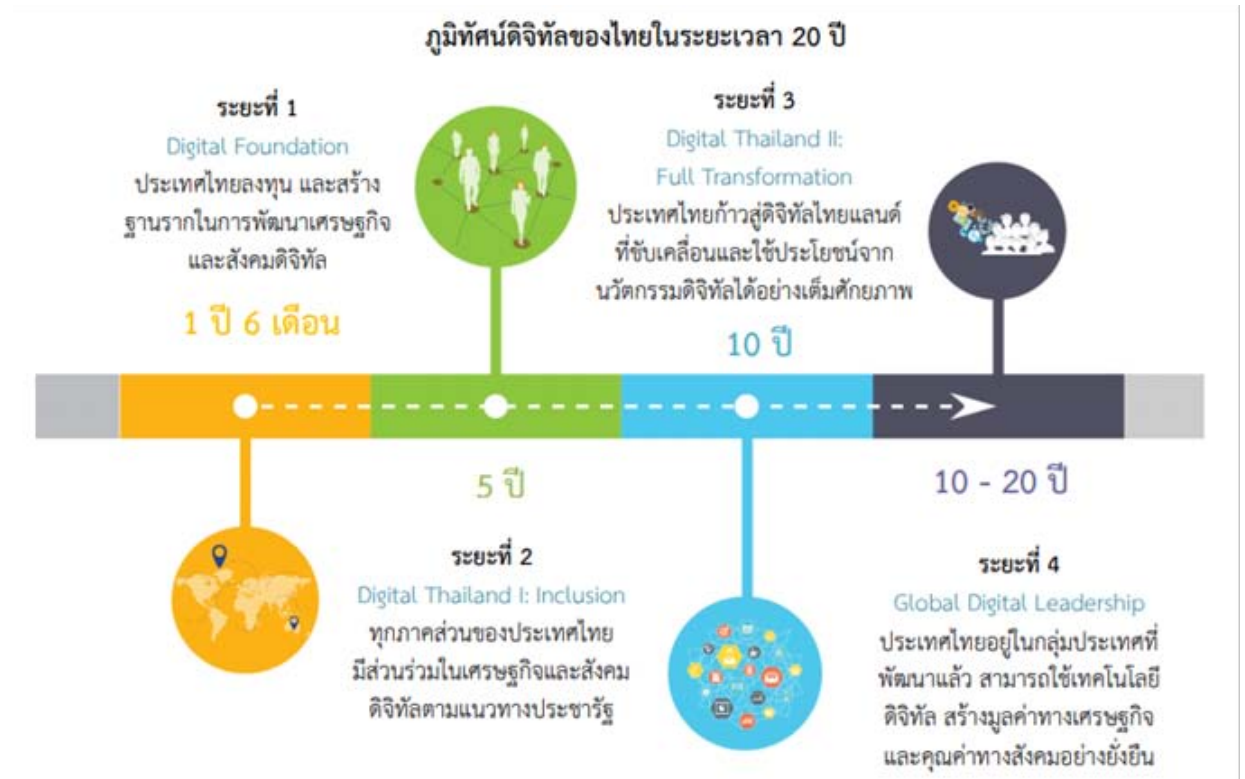 ภูมิทัศน์ดิจิทัลของไทยในระยะเวลา 20 ปี
ระยะที่ 1
Digital Foundation
ประเทศไทยลงทุน และสร้าง
ฐานรากในการพัฒนาเศรษฐกิจ
และสังคมดิจิทัล
1 ปี 6 เดือน
5 ปี
ระยะที่ 2
Digital Thailand I: Inclusion
ทุกภาคส่วนของประเทศไทย
มีส่วนร่วมในเศรษฐกิจและสังคม
ดิจิทัลตามแนวทางประชารัฐ
ระยะที่ 3
Digital Thailand II:
Full Transformation
ประเทศไทยก้าวสู่ดิจิทัลไทยแลนด์
ที่ขับเคลื่อนและใช้ประโยชน์จาก
นวัตกรรมดิจิทัลได้อย่างเต็มศักยภาพ
10 ปี
10 - 20 ปี
ระยะที่ 4
Global Digital Leadership
ประเทศไทยอยู่ในกลุ่มประเทศที่
พัฒนาแล้ว สามารถใช้เทคโนโลยี
ดิจิทัล สร้างมูลค่าทางเศรษฐกิจ
และคุณค่าทางสังคมอย่างยั่งยืน